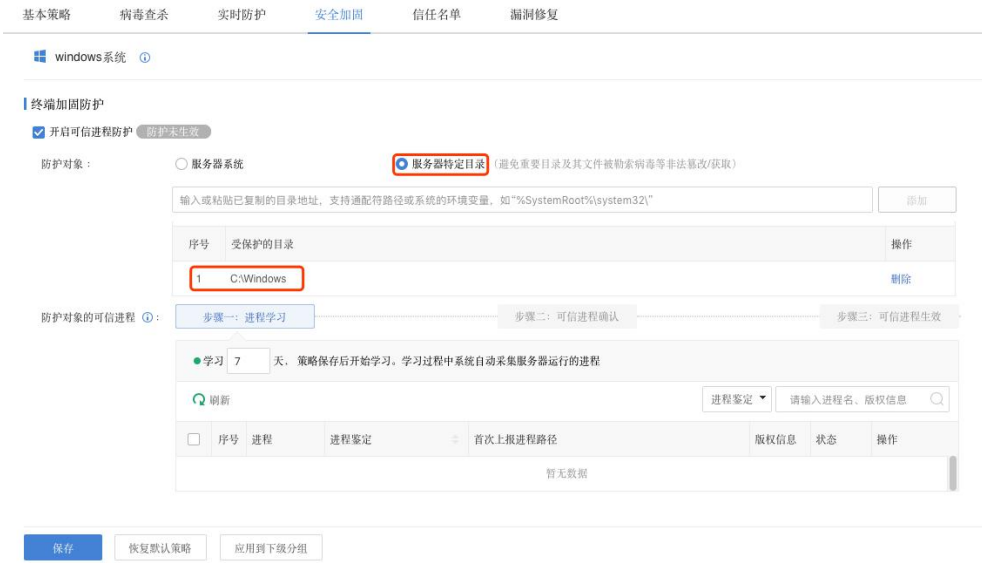 基本策略 病毒查杀 实时防护 安全加固 信任名单 漏洞修复
windows系统
终端加固防护
开启可信进程防护 防护未生效
防护对象： 服务器系统 服务器特定目录（避免重要目录及其文件被勒索病毒等非法篡改/获取）
输入或粘贴已复制的目录地址，支持通配符路径或系统的环境变量，如“%SystemRoot%\system32\” 添加
序号 受保护的目录 操作
1 C:\Windows 删除
防护对象的可信进程： 步骤一：进程学习 步骤二：可信进程确认 步骤三：可信进程生效
学习 7 天， 策略保存后开始学习。学习过程中系统自动采集服务器运行的进程
刷新 进程鉴定 请输入进程名、版权信息
序号 进程 进程鉴定 首次上报进程路径 版权信息 状态 操作
暂无数据
保存 恢复默认策略 应用到下级分组